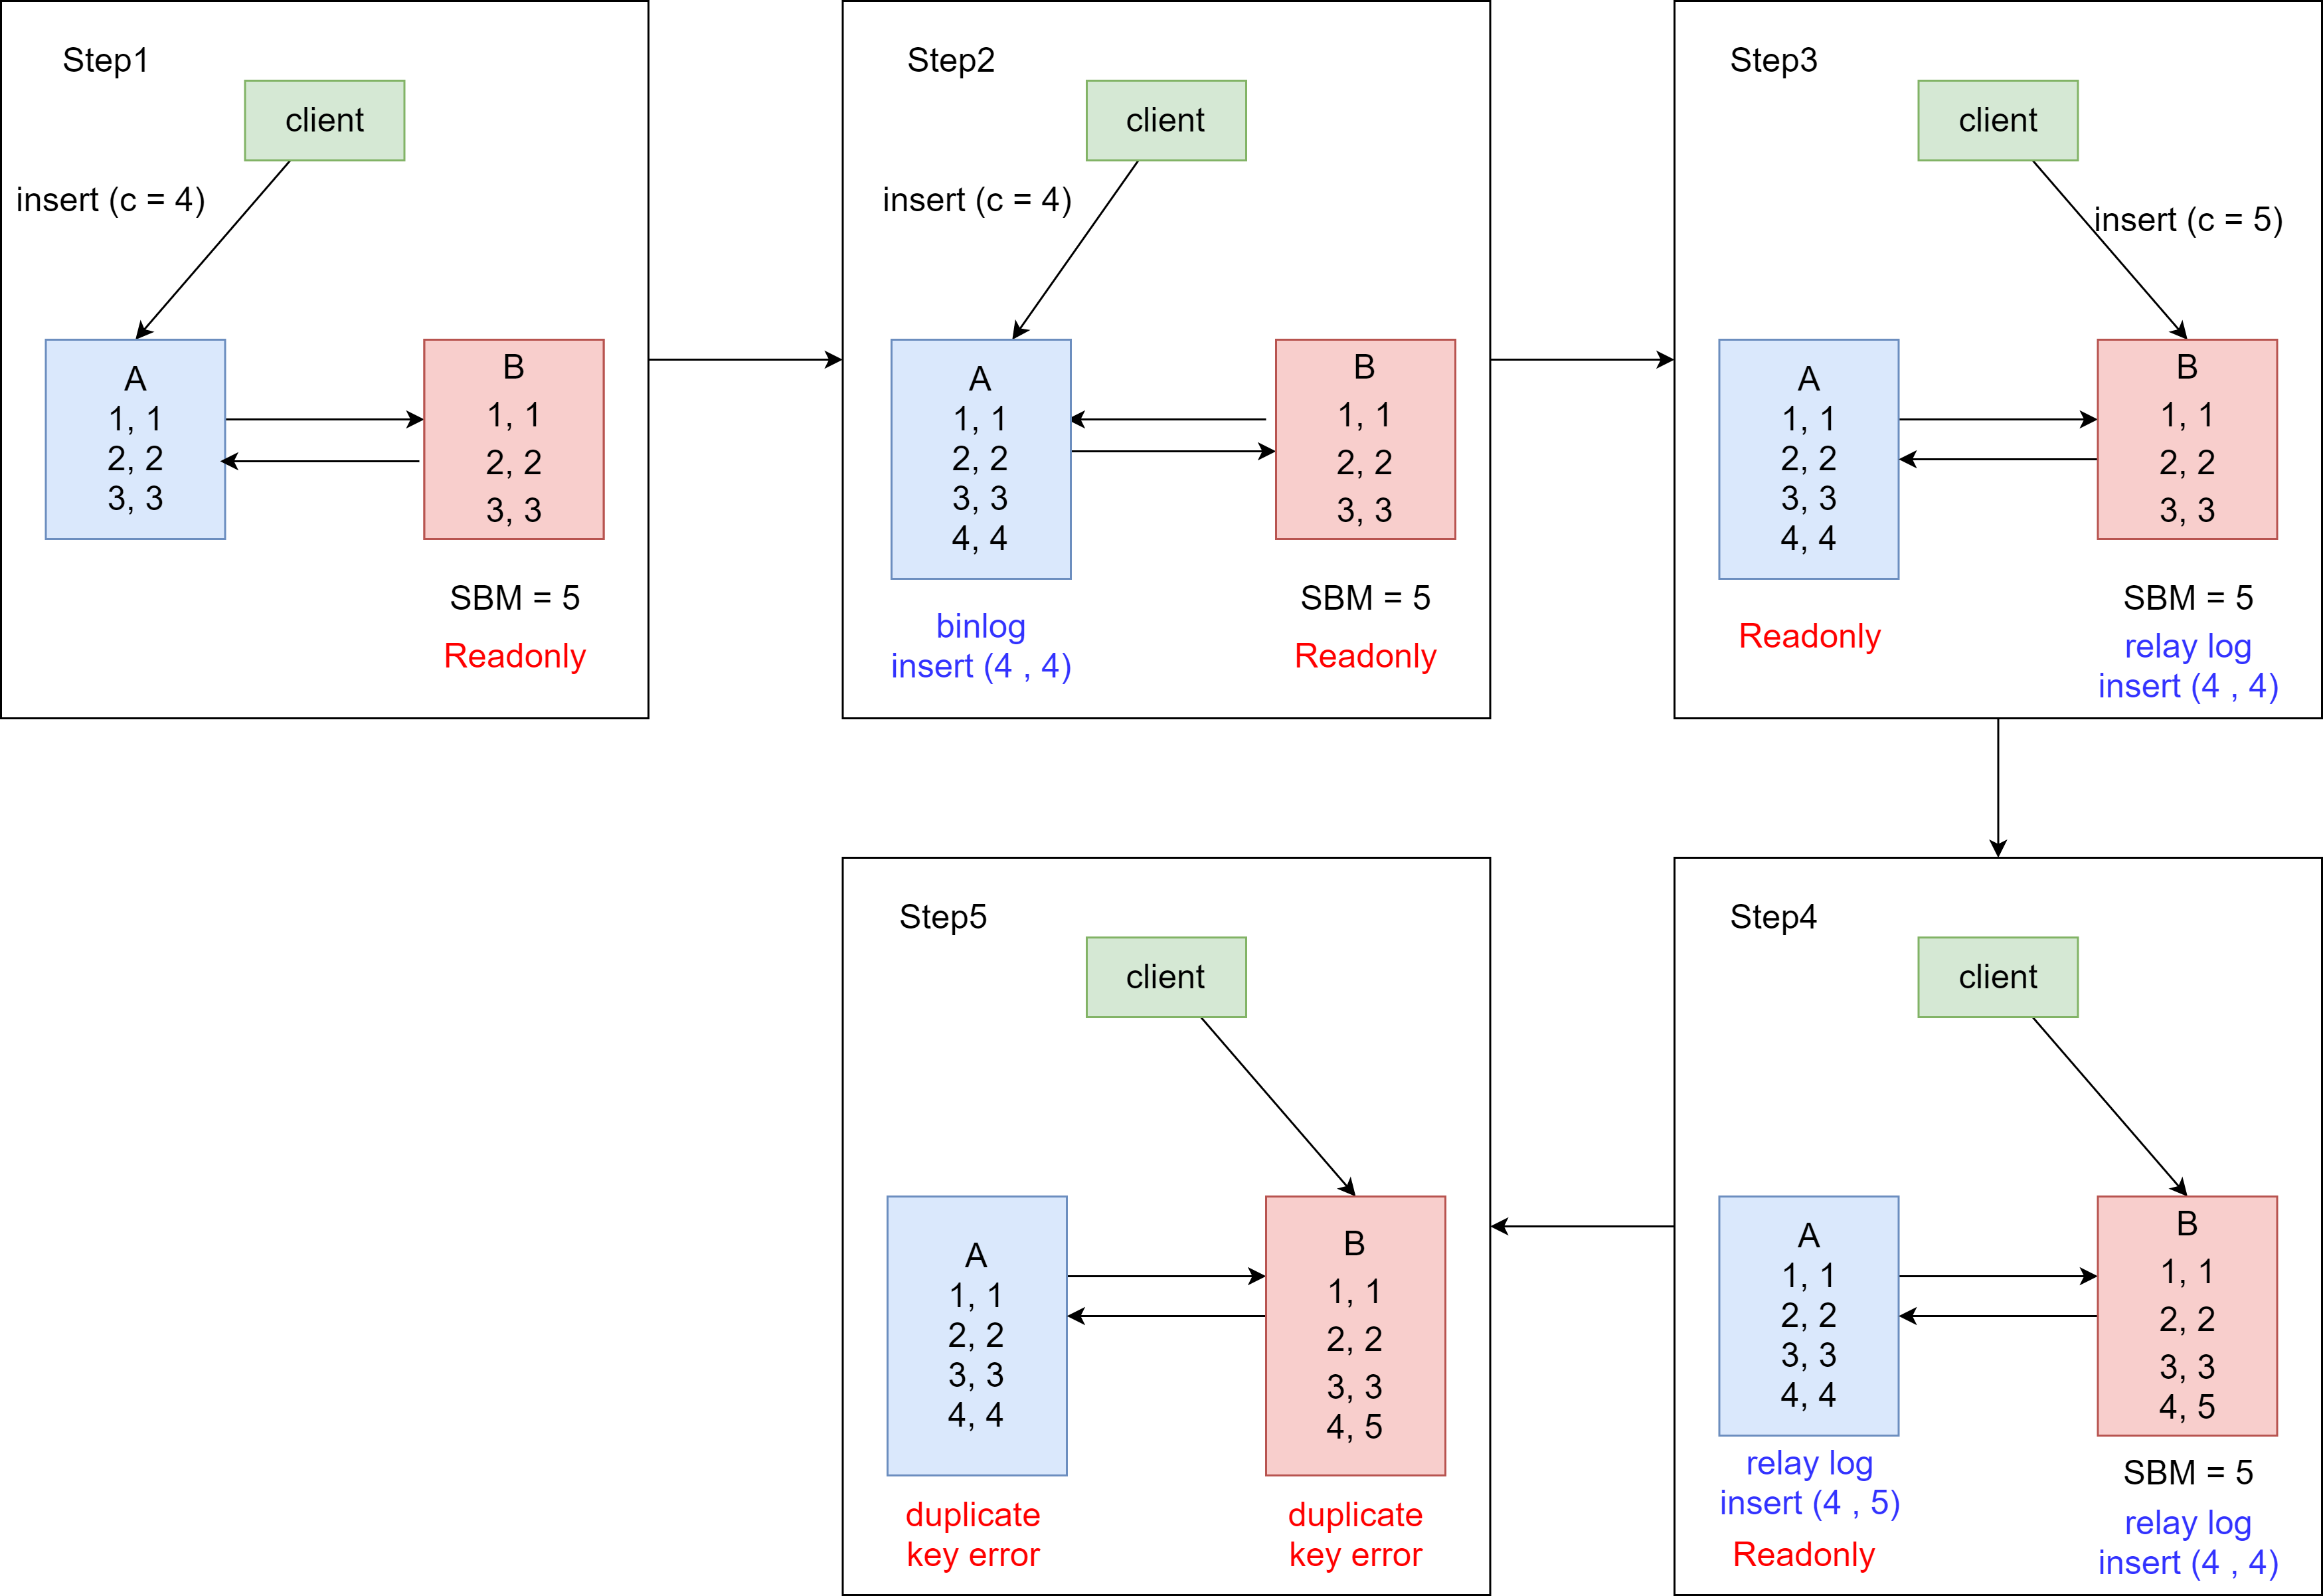 Step1
client
insert (c = 4)
A
1, 1
2, 2
3, 3
B
1, 1
2, 2
3, 3
SBM = 5
Readonly
Step2
client
insert (c = 4)
A
1, 1
2, 2
3, 3
4, 4
binlog
insert (4 , 4)
B
1, 1
2, 2
3, 3
SBM = 5
Readonly
Step3
client
insert (c = 5)
A
1, 1
2, 2
3, 3
4, 4
Readonly
B
1, 1
2, 2
3, 3
SBM = 5
relay log
insert (4 , 4)
Step4
client
A
1, 1
2, 2
3, 3
4, 4
relay log
insert (4 , 5)
Readonly
B
1, 1
2, 2
3, 3
4, 5
SBM = 5
relay log
insert (4 , 4)
Step5
client
A
1, 1
2, 2
3, 3
4, 4
duplicate
key error
B
1, 1
2, 2
3, 3
4, 5
duplicate
key error